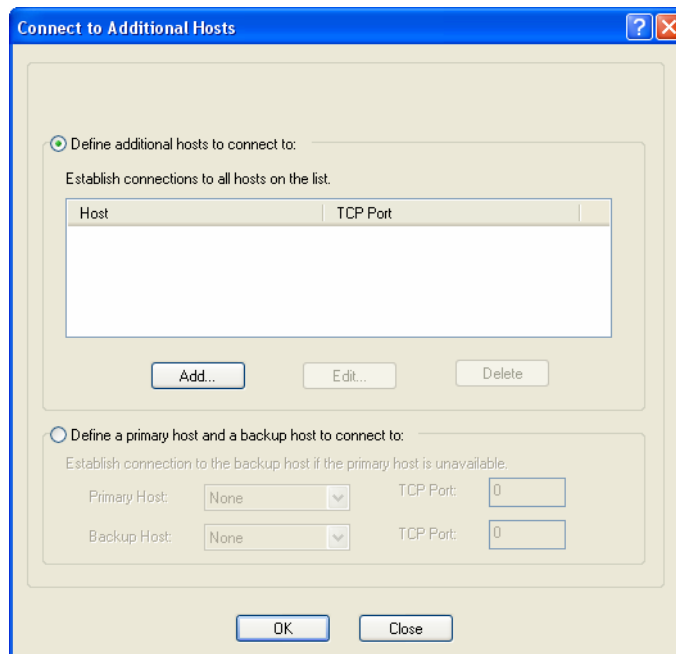 Connect to Additional Hosts
Define additional hosts to connect to:
Establish connections to all hosts on the list.
Host TCP Port
Add... Edit... Delete
Define a primary host and a backup host to connect to:
Establish connection to the backup host if the primary host is unavailable.
Primary Host: None TCP Port: 0
Backup Host: None TCP Port: 0
OK Close